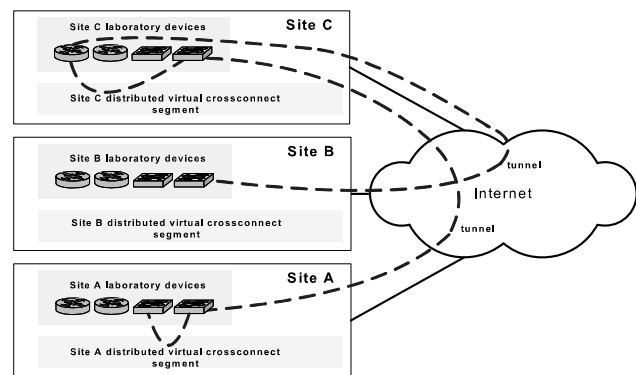 Site C laboratory devices
Site C
Site C distributed virtual crossconnect
segment
Site B laboratory devices
Site B
Site B distributed virtual crossconnect
segment
tunnel
Internet
tunnel
Site A laboratory devices
Site A
Site A distributed virtual crossconnect
segment